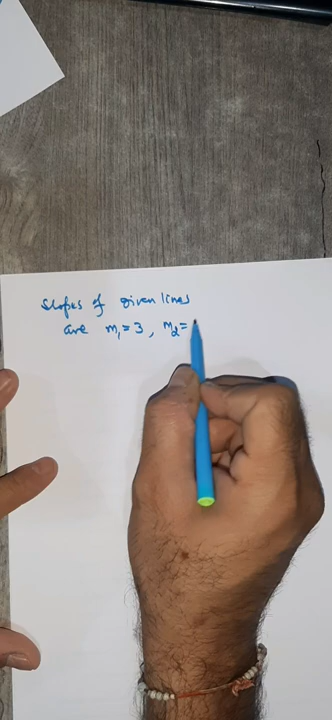 Slopes of given lines
are m₁ = 3, m₂ =